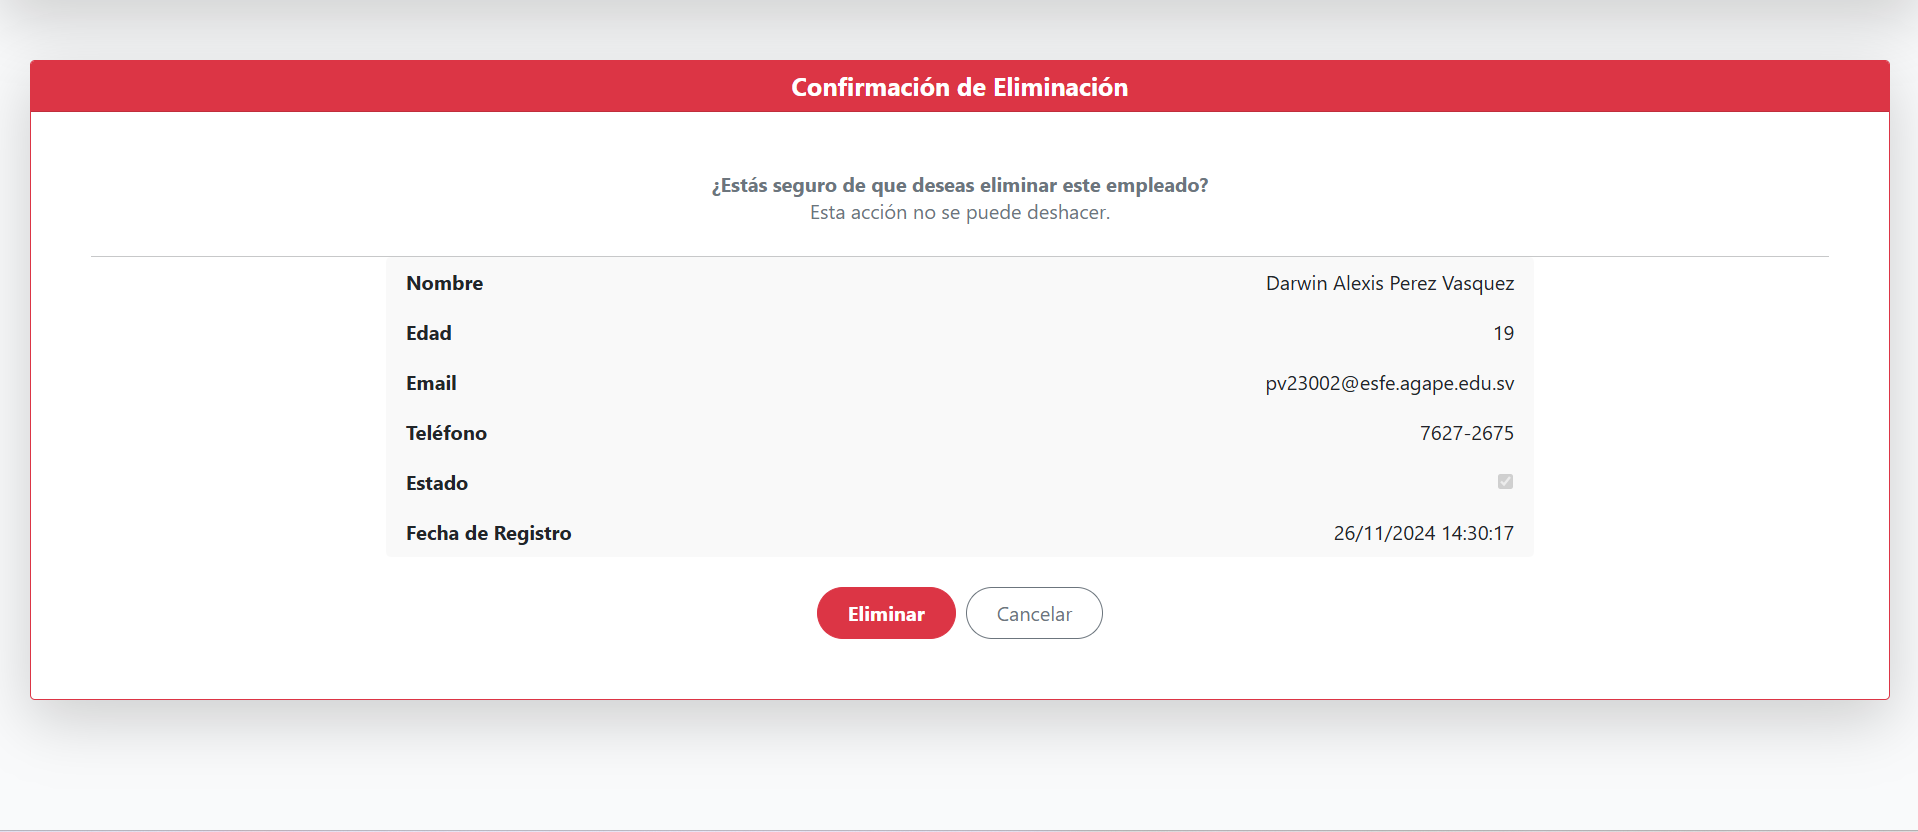 Confirmación de Eliminación
¿Estás seguro de que deseas eliminar este empleado?
Esta acción no se puede deshacer.
Nombre Darwin Alexis Perez Vasquez
Edad 19
Email pv23002@esfe.agape.edu.sv
Teléfono 7627-2675
Estado
Fecha de Registro 26/11/2024 14:30:17
Eliminar Cancelar